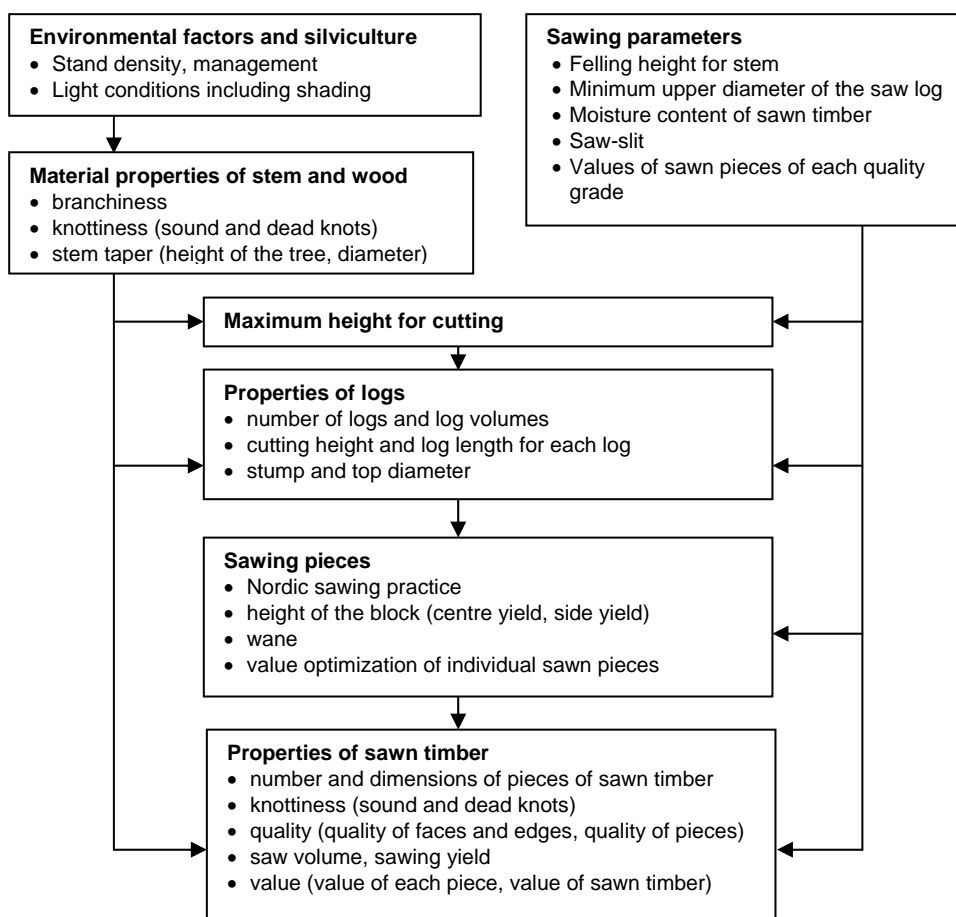 Environmental factors and silviculture
• Stand density, management
• Light conditions including shading
Sawing parameters
• Felling height for stem
• Minimum upper diameter of the saw log
• Moisture content of sawn timber
• Saw-slit
• Values of sawn pieces of each quality
grade
Material properties of stem and wood
• branchiness
• knottiness (sound and dead knots)
• stem taper (height of the tree, diameter)
Maximum height for cutting
Properties of logs
• number of logs and log volumes
• cutting height and log length for each log
• stump and top diameter
Sawing pieces
• Nordic sawing practice
• height of the block (centre yield, side yield)
• wane
• value optimization of individual sawn pieces
Properties of sawn timber
• number and dimensions of pieces of sawn timber
• knottiness (sound and dead knots)
• quality (quality of faces and edges, quality of pieces)
• saw volume, sawing yield
• value (value of each piece, value of sawn timber)